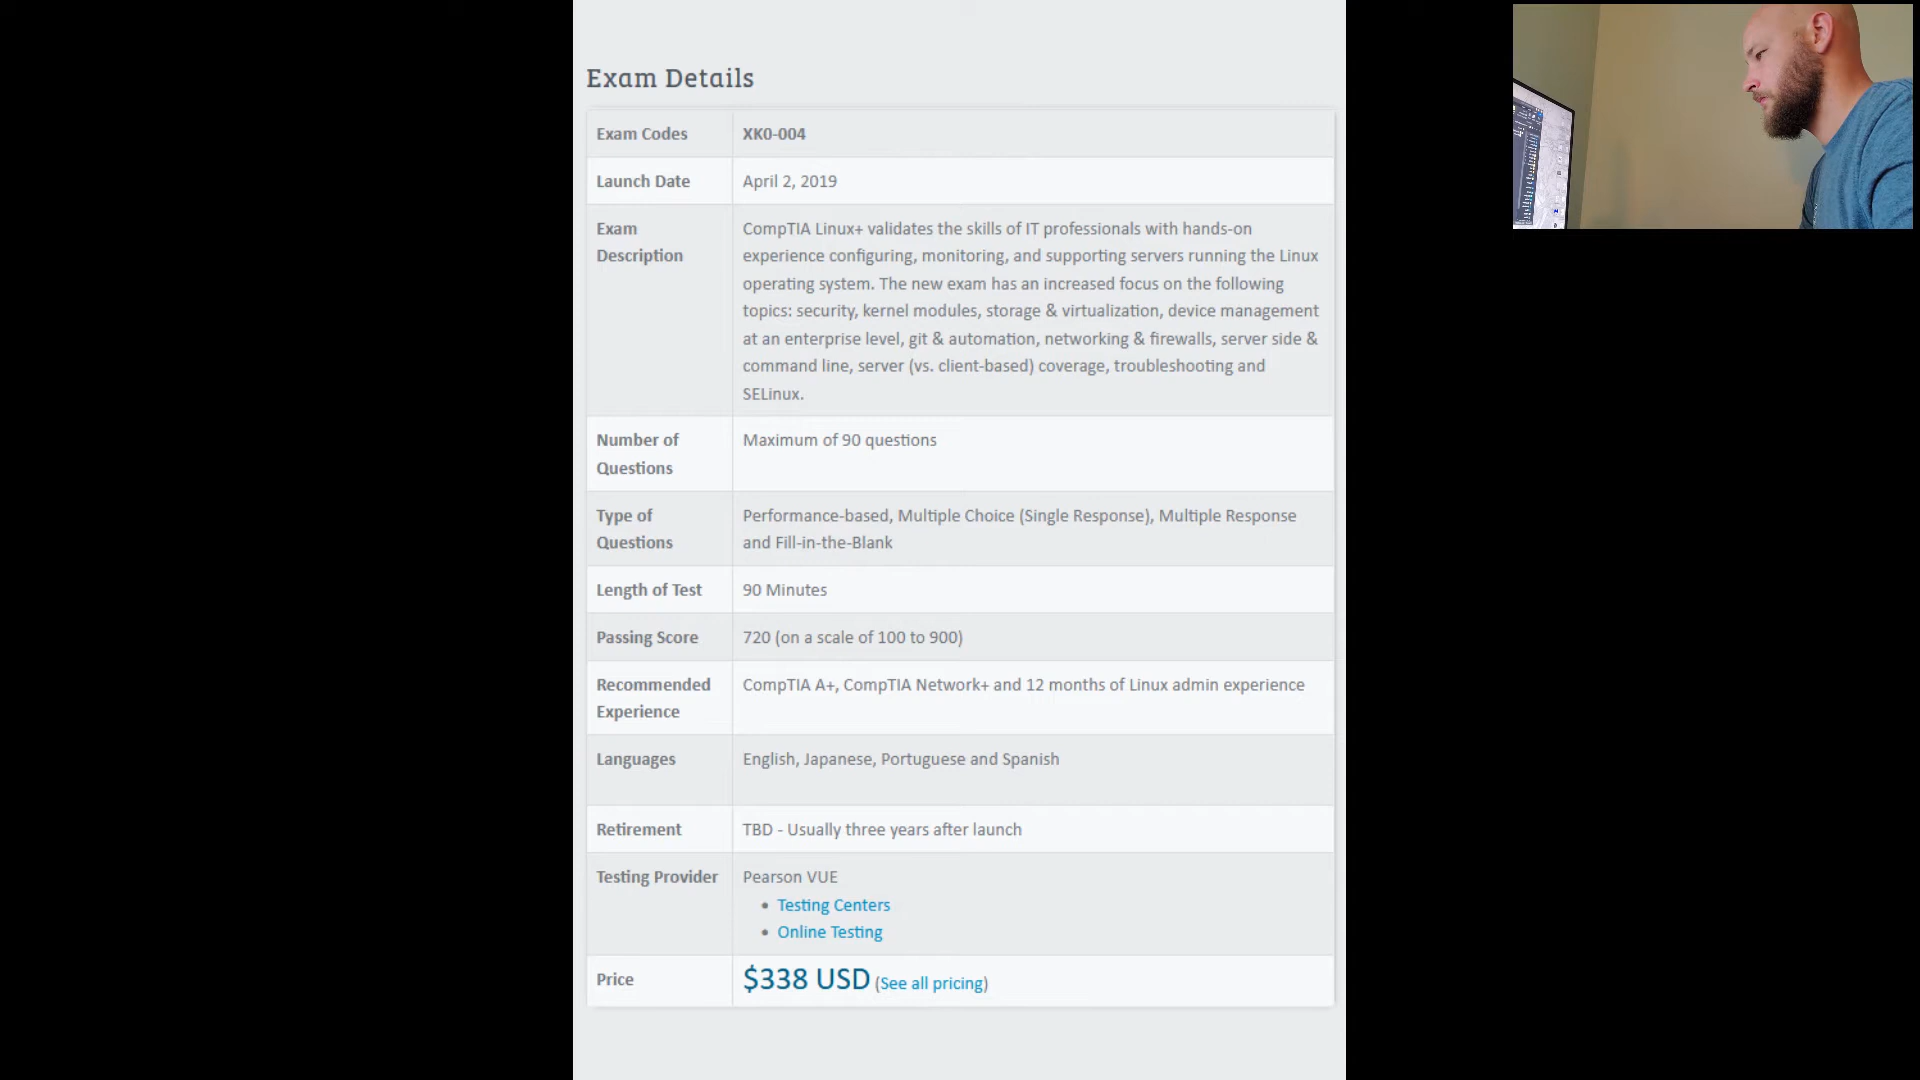 Exam Details
Exam Codes
XK0-004
Launch Date
April 2, 2019
Exam
Description
CompTIA Linux+ validates the skills of IT professionals with hands-on
experience configuring, monitoring, and supporting servers running the Linux
operating system. The new exam has an increased focus on the following
topics: security, kernel modules, storage & virtualization, device management
at an enterprise level, git & automation, networking & firewalls, server side &
command line, server (vs. client-based) coverage, troubleshooting and
SELinux.
Number of
Questions
Maximum of 90 questions
Type of
Questions
Performance-based, Multiple Choice (Single Response), Multiple Response
and Fill-in-the-Blank
Length of Test
90 Minutes
Passing Score
720 (on a scale of 100 to 900)
Recommended
Experience
CompTIA A+, CompTIA Network+ and 12 months of Linux admin experience
Languages
English, Japanese, Portuguese and Spanish
Retirement
TBD - Usually three years after launch
Testing Provider
Pearson VUE
• Testing Centers
• Online Testing
Price
$338 USD (See all pricing)